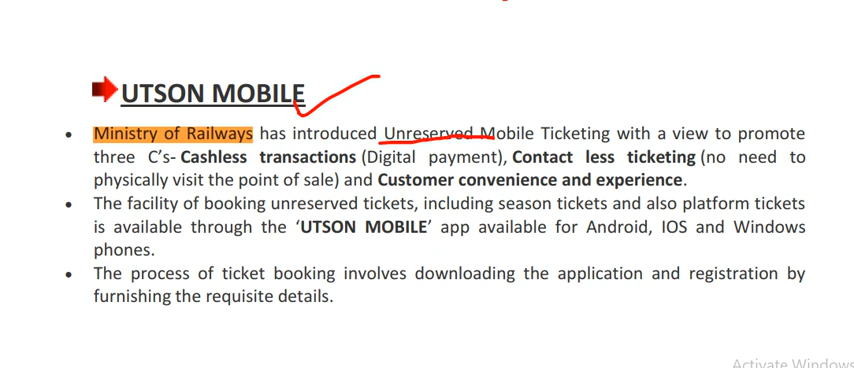 UTSON MOBILE
• Ministry of Railways has introduced Unreserved Mobile Ticketing with a view to promote
three C’s- Cashless transactions (Digital payment), Contact less ticketing (no need to
physically visit the point of sale) and Customer convenience and experience.
• The facility of booking unreserved tickets, including season tickets and also platform tickets
is available through the ‘UTSON MOBILE’ app available for Android, IOS and Windows
phones.
• The process of ticket booking involves downloading the application and registration by
furnishing the requisite details.
Activate Windows